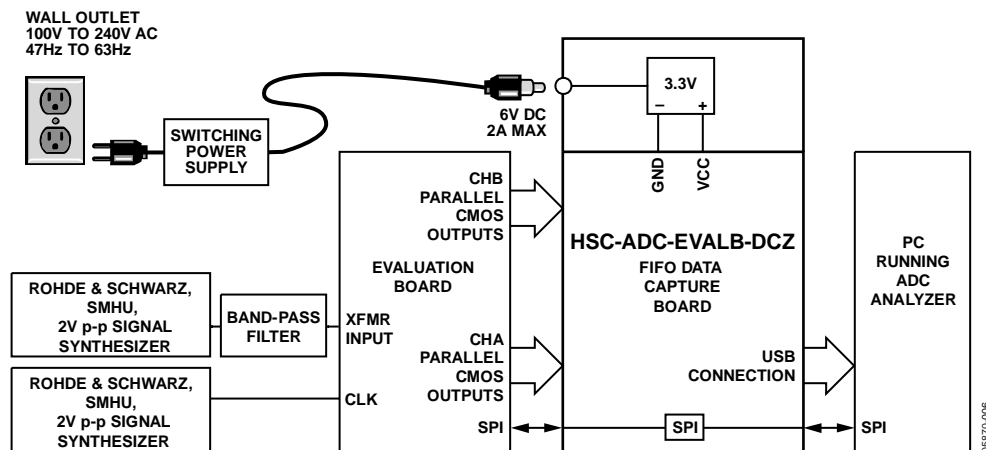 WALL OUTLET
100V TO 240V AC
47Hz TO 63Hz
SWITCHING
POWER
SUPPLY
6V DC
2A MAX
3.3V
– +
GND
VCC
CHB
PARALLEL
CMOS
OUTPUTS
HSC-ADC-EVALB-DCZ
FIFO DATA
CAPTURE
BOARD
PC
RUNNING
ADC
ANALYZER
EVALUATION
BOARD
ROHDE & SCHWARZ,
SMHU,
2V p-p SIGNAL
SYNTHESIZER
BAND-PASS
FILTER
XFMR
INPUT
CHA
PARALLEL
CMOS
OUTPUTS
USB
CONNECTION
ROHDE & SCHWARZ,
SMHU,
2V p-p SIGNAL
SYNTHESIZER
CLK
SPI
SPI
SPI
05870-006